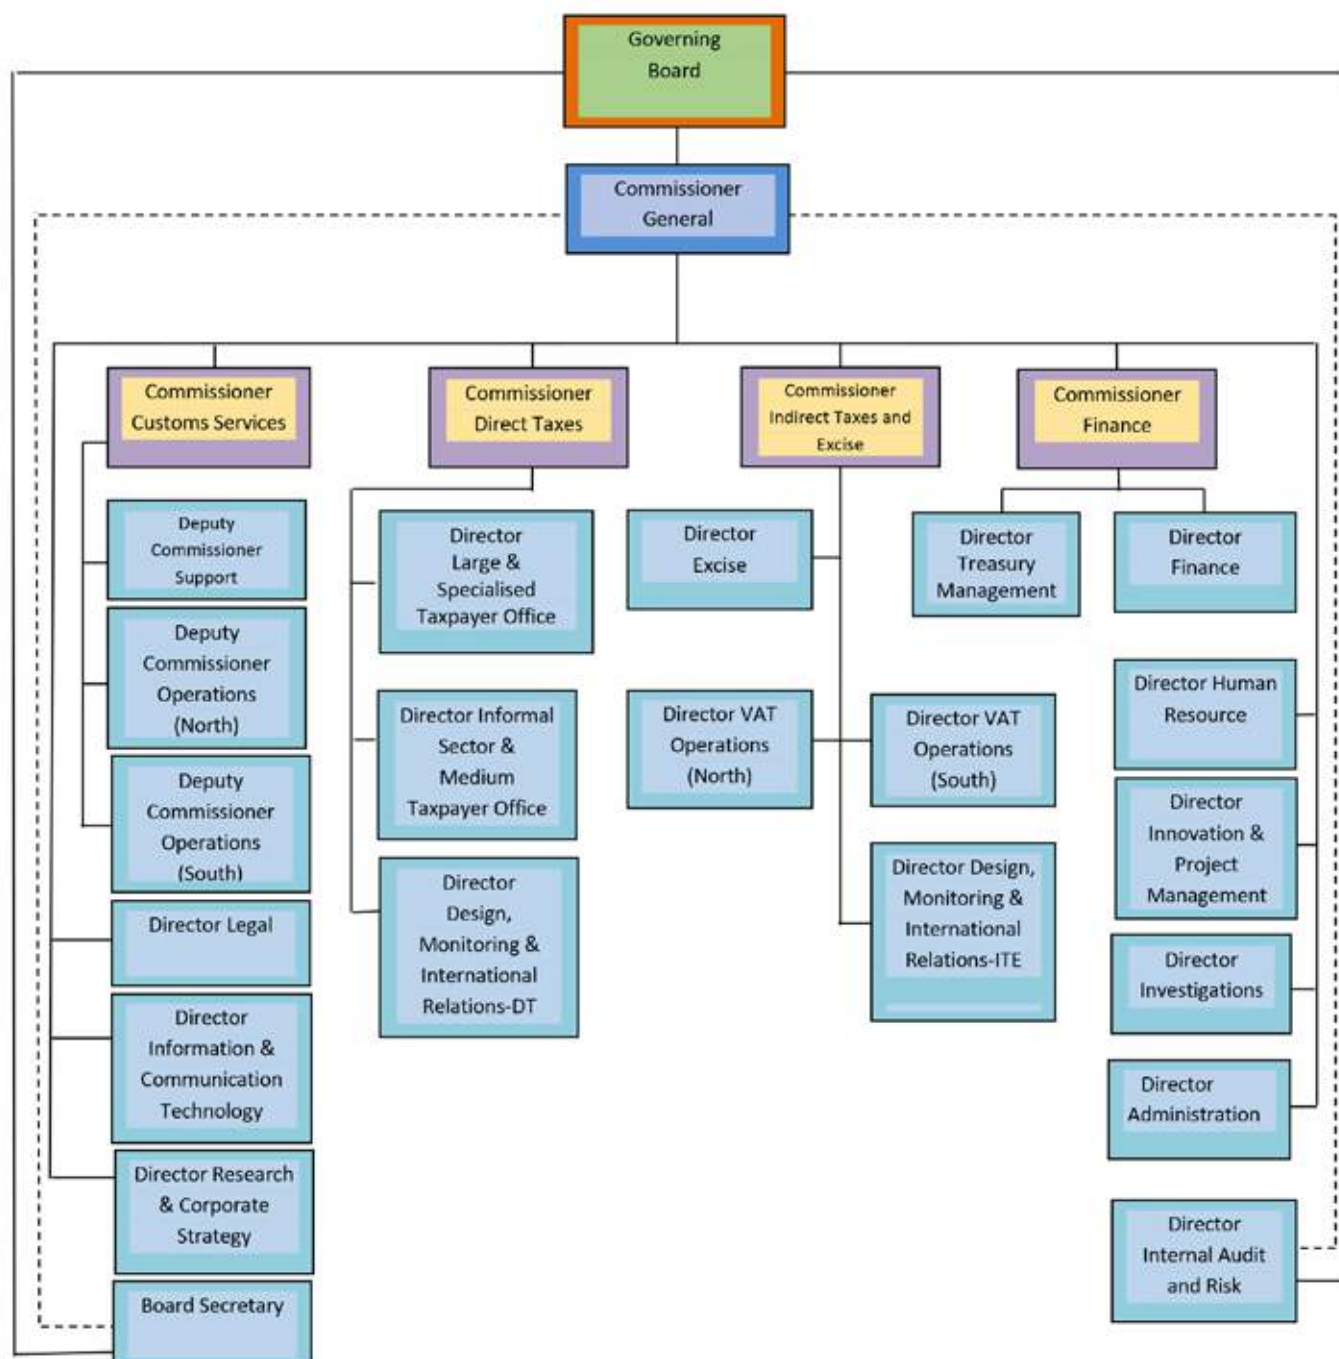 Governing
Board
Commissioner
General
Commissioner
Customs Services
Commissioner
Direct Taxes
Commissioner
Indirect Taxes and
Excise
Commissioner
Finance
Deputy
Commissioner
Support
Deputy
Commissioner
Operations
(North)
Deputy
Commissioner
Operations
(South)
Director Legal
Director
Information &
Communication
Technology
Director Research
& Corporate
Strategy
Board Secretary
Director
Large &
Specialised
Taxpayer Office
Director Informal
Sector &
Medium
Taxpayer Office
Director
Design,
Monitoring &
International
Relations-DT
Director
Excise
Director VAT
Operations
(North)
Director VAT
Operations
(South)
Director Design,
Monitoring &
International
Relations-ITE
Director
Treasury
Management
Director
Finance
Director Human
Resource
Director
Innovation &
Project
Management
Director
Investigations
Director
Administration
Director
Internal Audit
and Risk